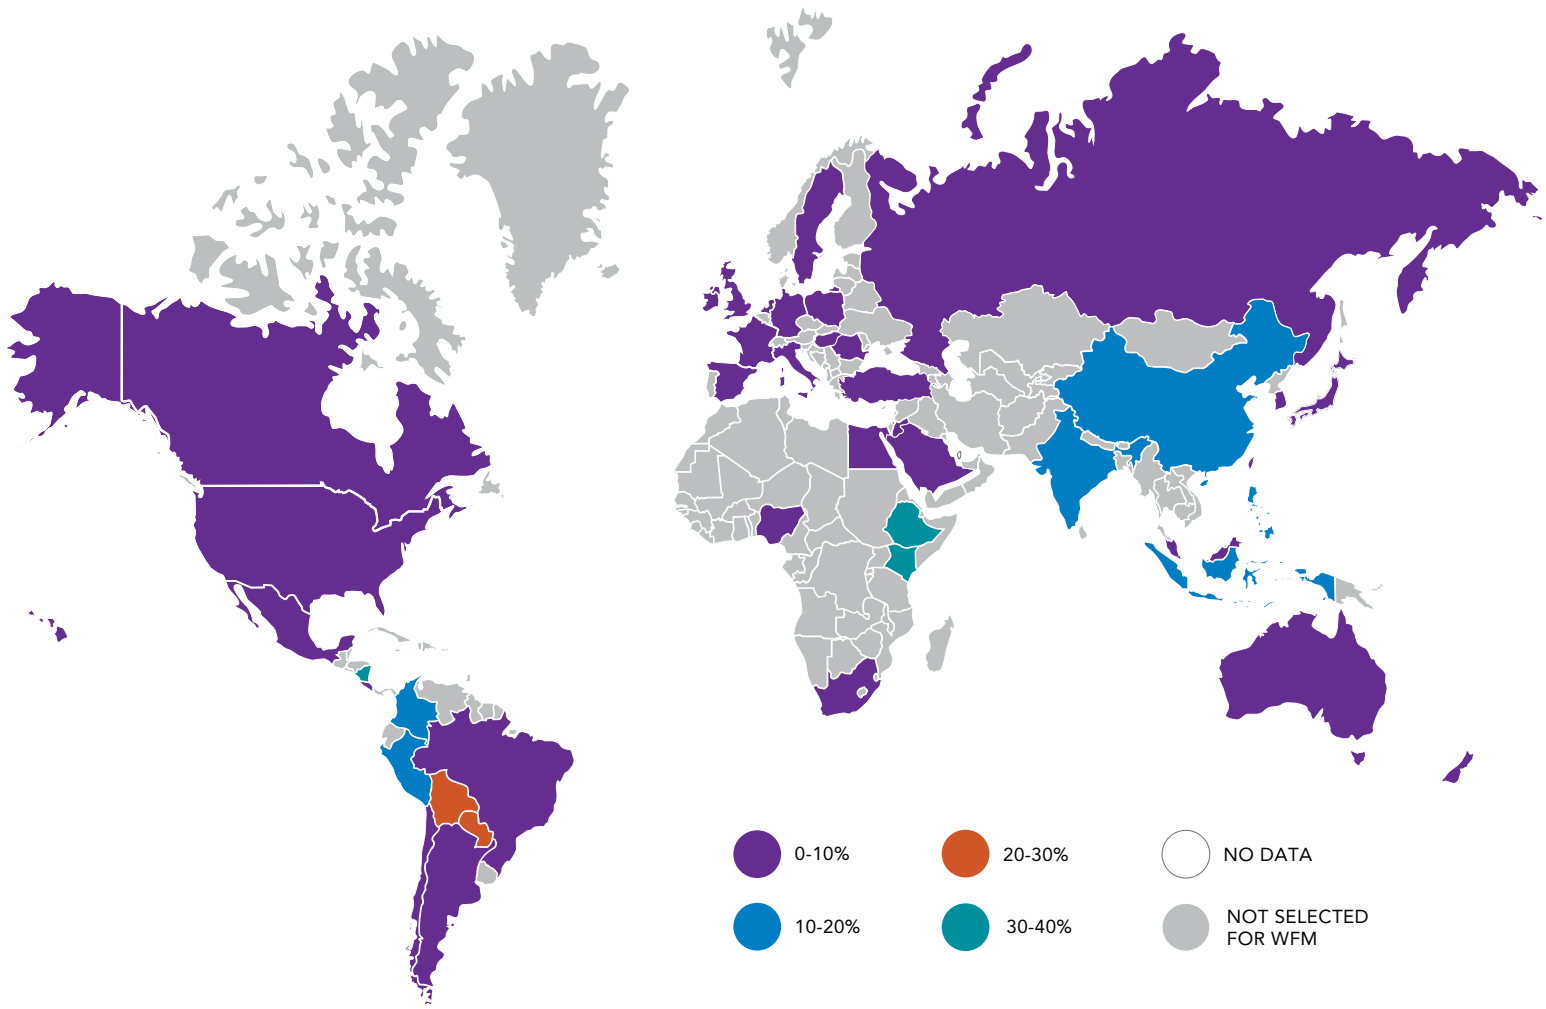 0-10%
20-30%
NO DATA
10-20%
30-40%
NOT SELECTED
FOR WFM